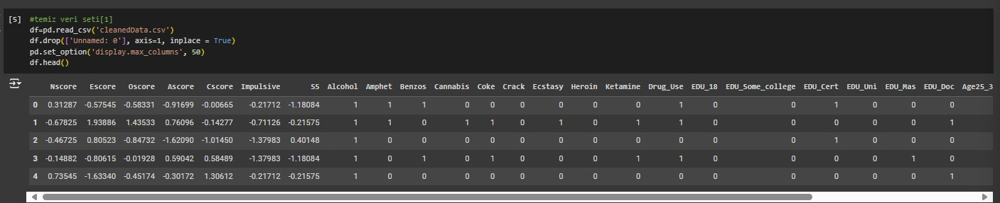 [5] #temiz veri seti[1]
df=pd.read_csv('cleanedData.csv')
df.drop(['Unnamed: 0'], axis=1, inplace = True)
pd.set_option('display.max_columns', 50)
df.head()
Nscore Escore Oscore Ascore Cscore Impulsive SS Alcohol Amphet Benzos Cannabis Coke Crack Ecstasy Heroin Ketamine Drug_Use EDU_18 EDU_Some_college EDU_Cert EDU_Uni EDU_Mas EDU_Doc Age25_3
0 0.31287 -0.57545 -0.58331 -0.91699 -0.00665 -0.21712 -1.18084 1 1 1 0 0 0 0 0 0 1 0 0 1 0 0 0
1 -0.67825 1.93886 1.43533 0.76096 -0.14277 -0.71126 -0.21575 1 1 0 1 1 0 1 0 1 1 0 0 0 0 0 1
2 -0.46725 0.80523 -0.84732 -1.62090 -1.01450 -1.37983 0.40148 1 0 0 0 0 0 0 0 0 0 0 0 1 0 0 0
3 -0.14882 -0.80615 -0.01928 0.59042 0.58489 -1.37983 -1.18084 1 0 1 0 1 0 0 0 1 1 0 0 0 0 1 0
4 0.73545 -1.63340 -0.45174 -0.30172 1.30612 -0.21712 -0.21575 1 0 0 0 0 0 0 0 0 0 0 0 0 0 0 1